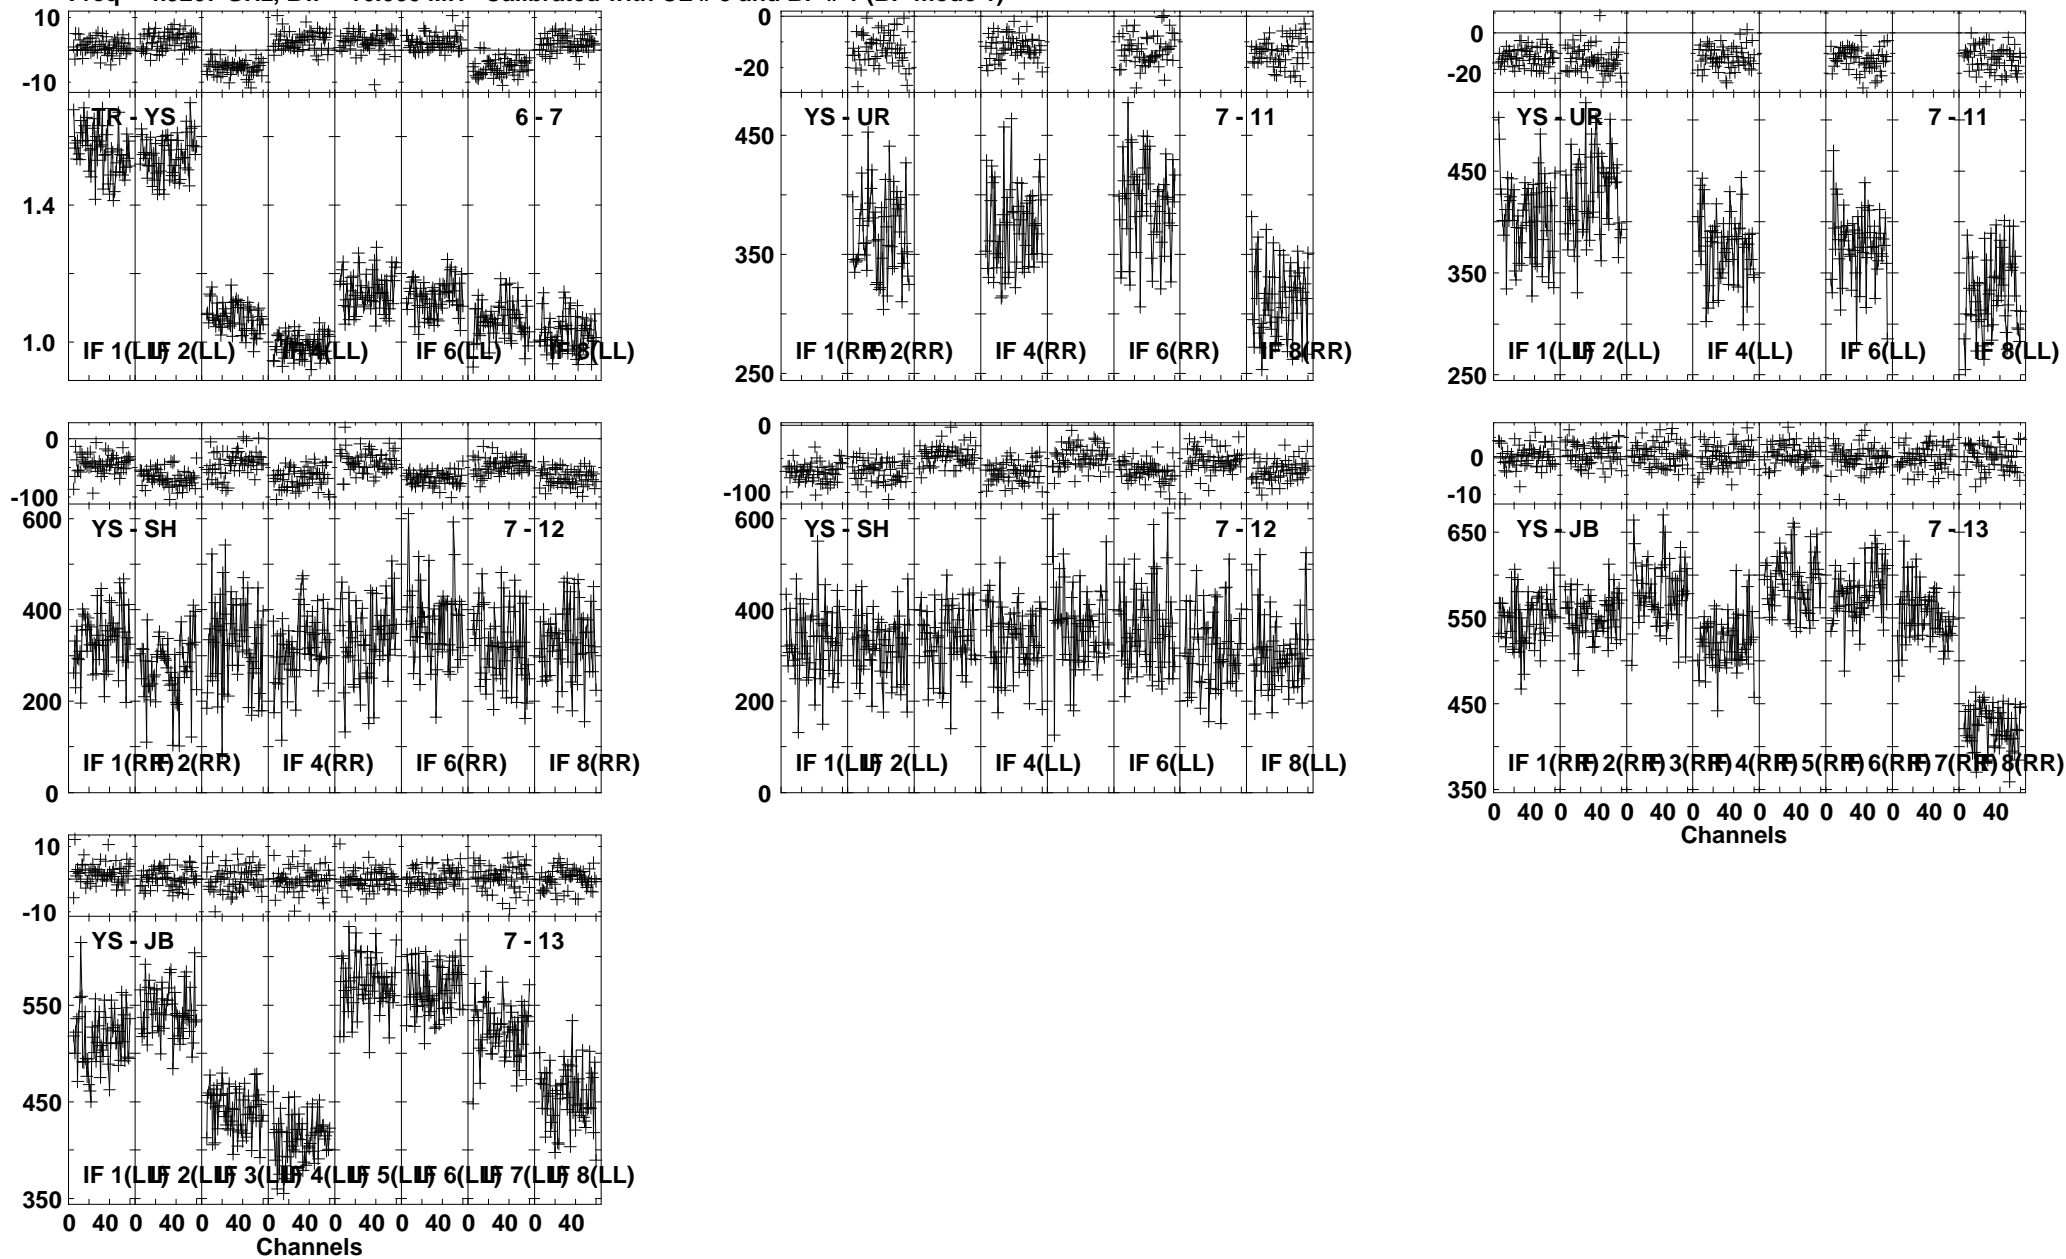 10
-10
TR - YS 6 - 7
1.4
1.0
IF 1(LL) IF 2(LL) IF 4(LL) IF 6(LL) IF 8(LL)
0
-20
YS - UR 7 - 11
450
350
250
IF 1(RR) IF 2(RR) IF 4(RR) IF 6(RR) IF 8(RR)
0
-20
YS - UR 7 - 11
450
350
250
IF 1(LL) IF 2(LL) IF 4(LL) IF 6(LL) IF 8(LL)
0
-100
600
YS - SH 7 - 12
400
200
0
IF 1(RR) IF 2(RR) IF 4(RR) IF 6(RR) IF 8(RR)
0
-100
600
YS - SH 7 - 12
400
200
0
IF 1(LL) IF 2(LL) IF 4(LL) IF 6(LL) IF 8(LL)
0
-10
YS - JB 7 - 13
650
550
450
350
IF 1(RR) IF 2(RR) IF 3(RR) IF 4(RR) IF 5(RR) IF 6(RR) IF 7(RR) IF 8(RR)
0 40 0 40 0 40 0 40 0 40 0 40 0 40 0 40
Channels
10
-10
YS - JB 7 - 13
550
450
350
IF 1(LL) IF 2(LL) IF 3(LL) IF 4(LL) IF 5(LL) IF 6(LL) IF 7(LL) IF 8(LL)
0 40 0 40 0 40 0 40 0 40 0 40 0 40 0 40
Channels